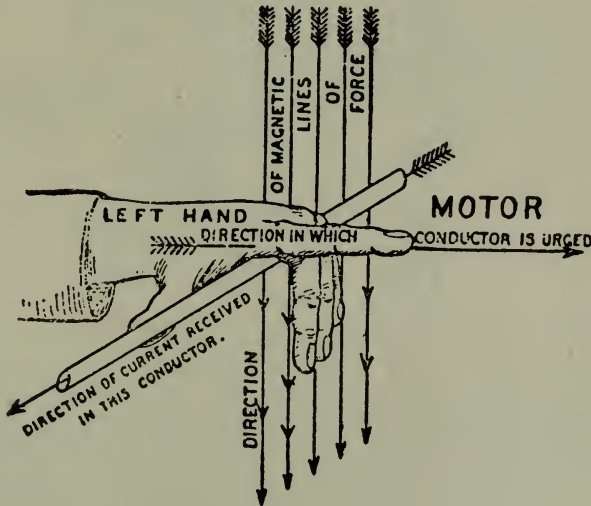 DIRECTION OF MAGNETIC
LINES
OF
FORCE
LEFT HAND
MOTOR
DIRECTION IN WHICH CONDUCTOR IS URGED
DIRECTION OF CURRENT RECEIVED
IN THIS CONDUCTOR.